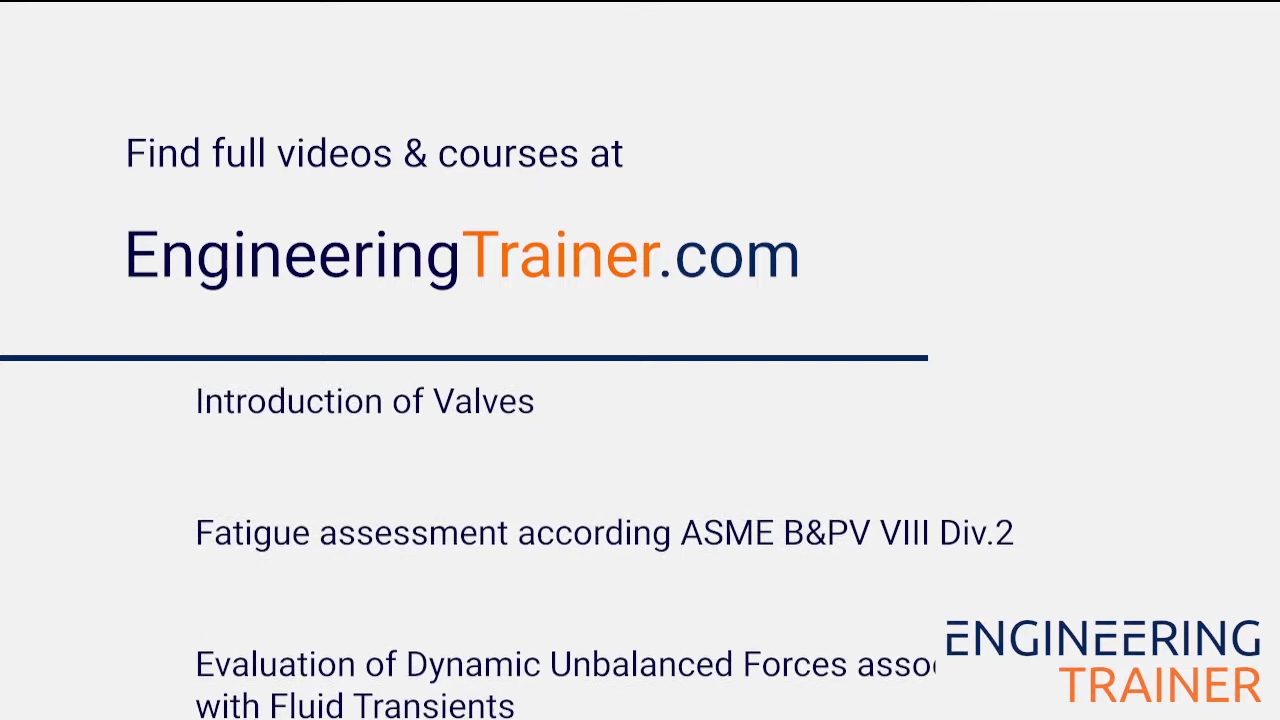 Find full videos & courses at
EngineeringTrainer.com
Introduction of Valves
Fatigue assessment according ASME B&PV VIII Div.2
Evaluation of Dynamic Unbalanced Forces
with Fluid Transients
ENGINEERING
TRAINER